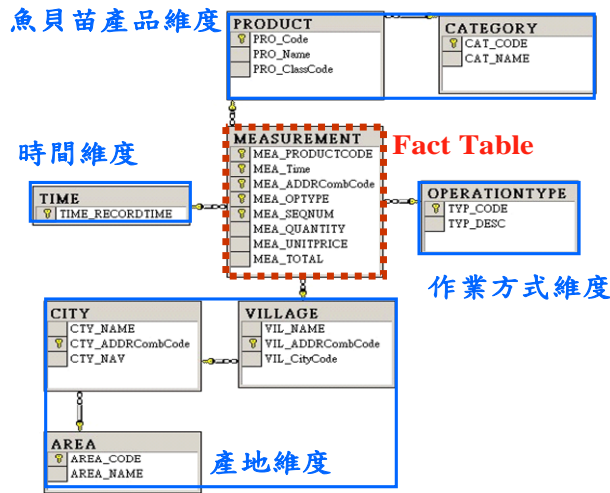 魚貝苗產品維度
PRODUCT
PRO_Code
PRO_Name
PRO_ClassCode
CATEGORY
CAT_CODE
CAT_NAME
時間維度
TIME
TIME_RECORDTIME
MEASUREMENT
MEA_PRODUCTCODE
MEA_Time
MEA_ADDRCombCode
MEA_OPTYPE
MEA_SEQNUM
MEA_QUANTITY
MEA_UNITPRICE
MEA_TOTAL
Fact Table
OPERATIONTYPE
TYP_CODE
TYP_DESC
作業方式維度
CITY
CTY_NAME
CTY_ADDRCombCode
CTY_NAV
VILLAGE
VIL_NAME
VIL_ADDRCombCode
VIL_CityCode
AREA
AREA_CODE
AREA_NAME
產地維度